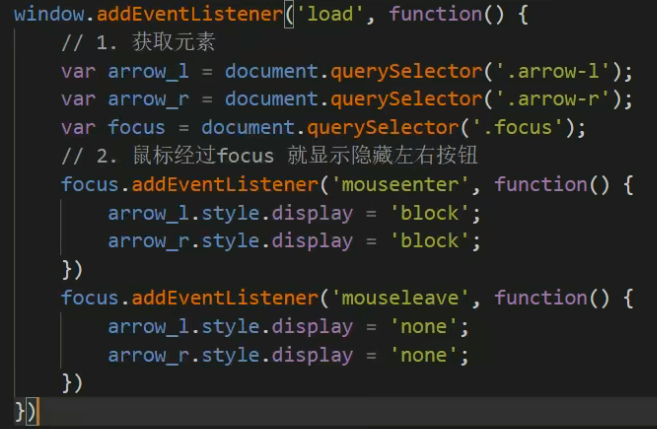 window.addEventListener('load', function() {
    // 1. 获取元素
    var arrow_l = document.querySelector('.arrow-l');
    var arrow_r = document.querySelector('.arrow-r');
    var focus = document.querySelector('.focus');
    // 2. 鼠标经过focus 就显示隐藏左右按钮
    focus.addEventListener('mouseenter', function() {
        arrow_l.style.display = 'block';
        arrow_r.style.display = 'block';
    })
    focus.addEventListener('mouseleave', function() {
        arrow_l.style.display = 'none';
        arrow_r.style.display = 'none';
    })
})